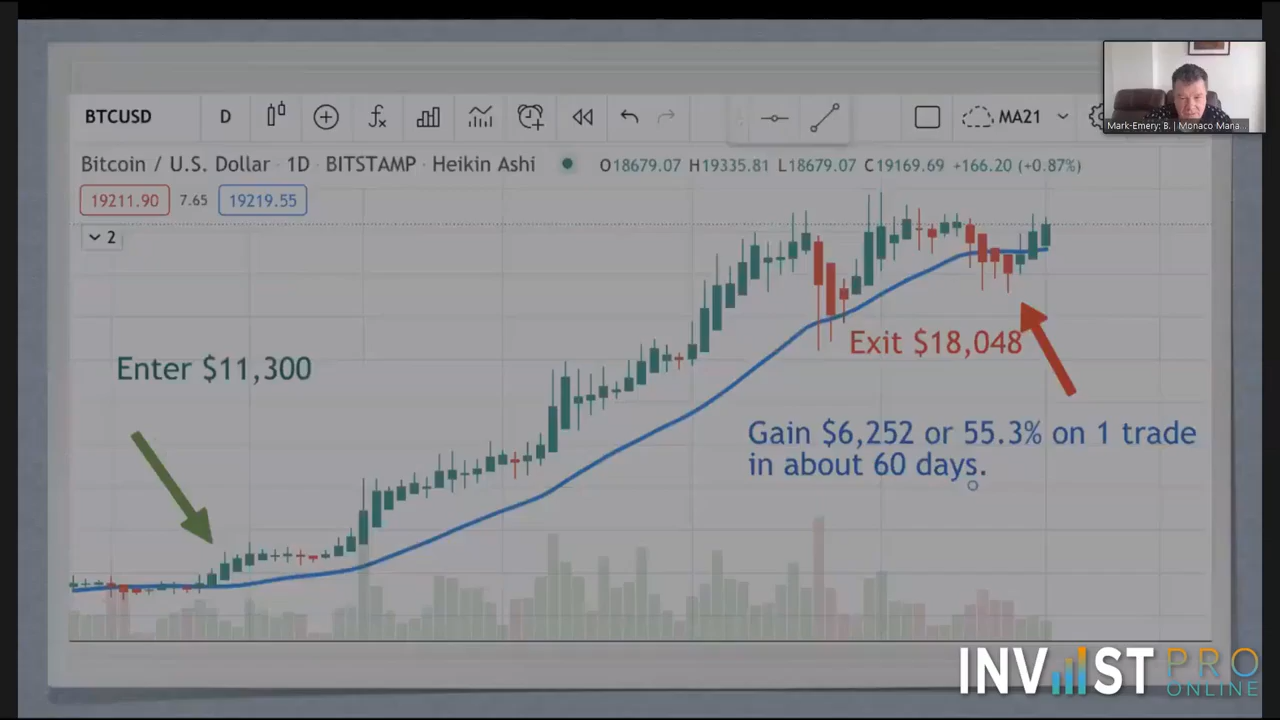 BTCUSD
D
MA21
Mark-Emery: B. | Monaco Mana...
Bitcoin / U.S. Dollar · 1D · BITSTAMP · Heikin Ashi
O18679.07 H19335.81 L18679.07 C19169.69 +166.20 (+0.87%)
19211.90 7.65 19219.55
2
Enter $11,300
Exit $18,048
Gain $6,252 or 55.3% on 1 trade
in about 60 days.
INV ST PRO
ONLINE